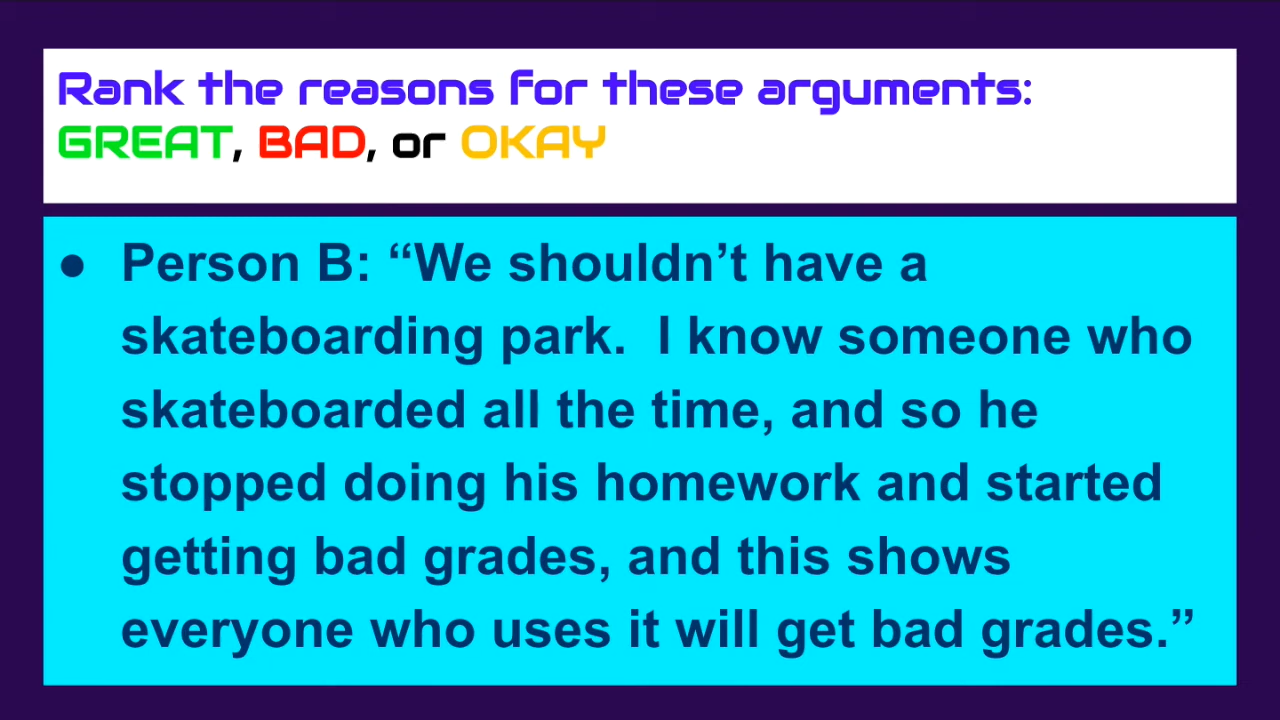 Rank the reasons for these arguments:
GREAT, BAD, or OKAY
● Person B: “We shouldn’t have a
skateboarding park.  I know someone who
skateboarded all the time, and so he
stopped doing his homework and started
getting bad grades, and this shows
everyone who uses it will get bad grades.”